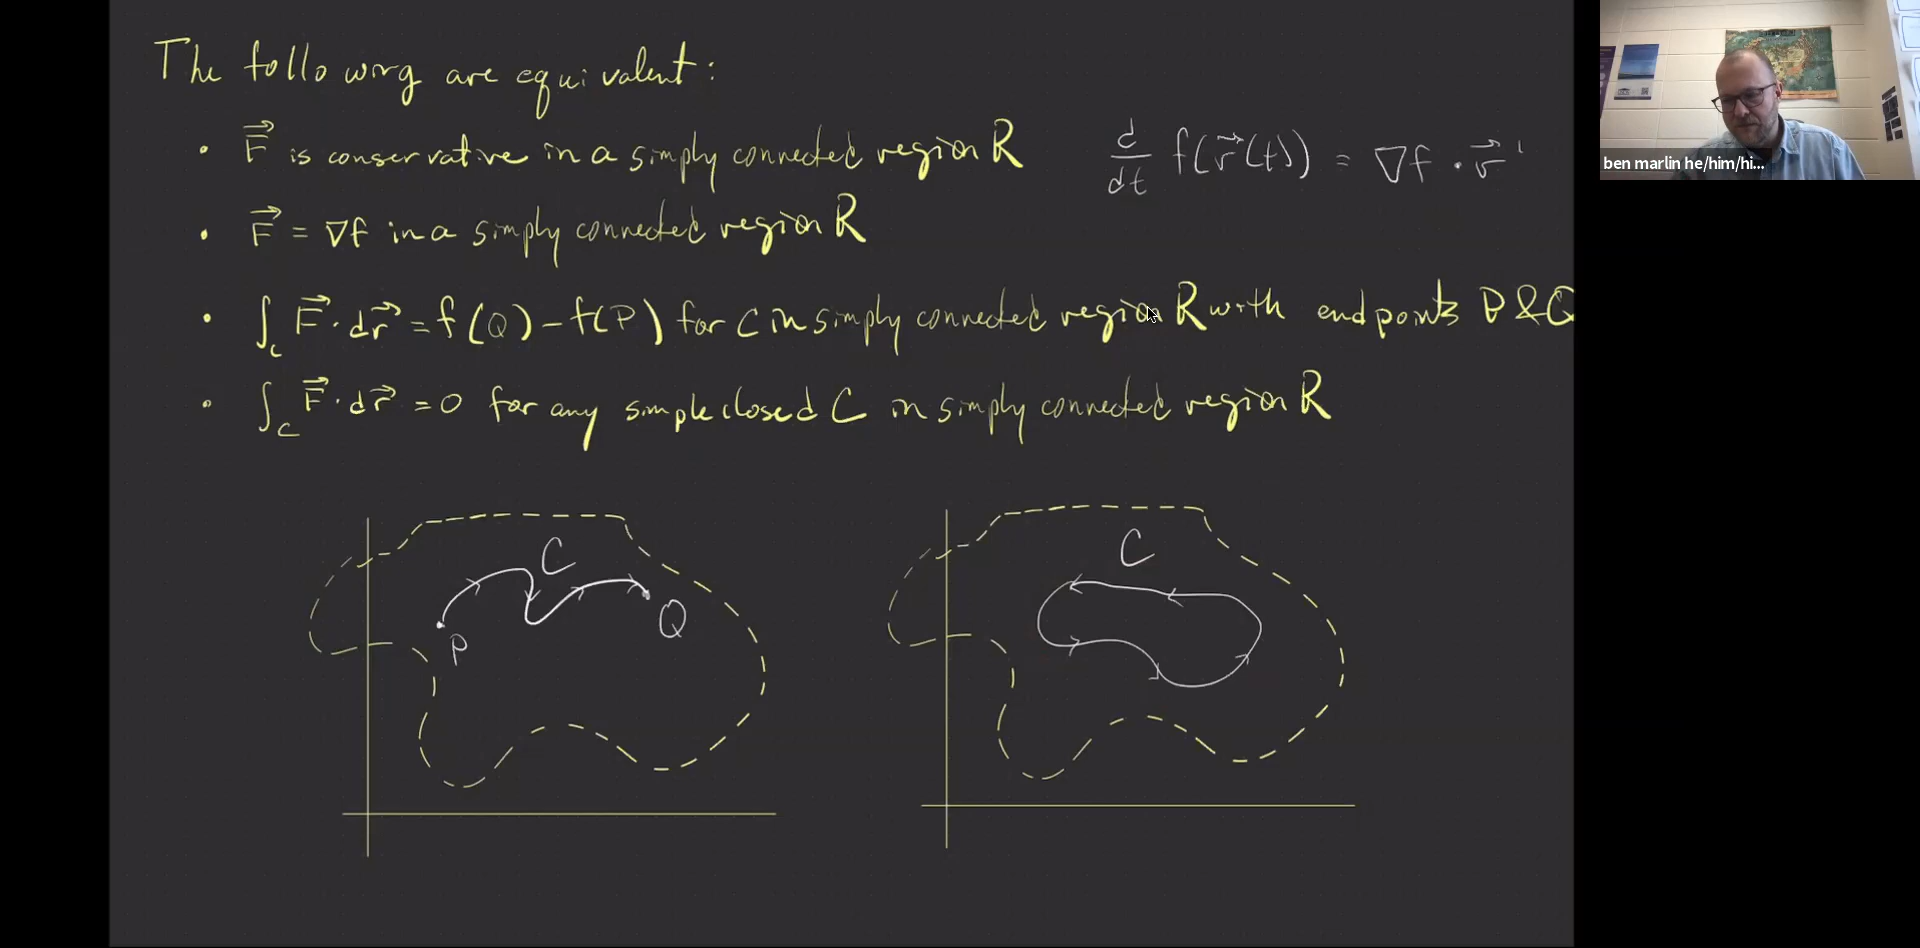 The following are equivalent:
• F⃗ is conservative in a simply connected region R
d/dt f(r⃗(t)) = ∇f · r⃗ '
• F⃗ = ∇f in a simply connected region R
• ∫_C F⃗ · dr⃗ = f(Q) – f(P) for C in simply connected region R with endpoints P & Q
• ∫_C F⃗ · dr⃗ = 0 for any simple closed C in simply connected region R
C
P
Q
C
ben marlin he/him/hi...